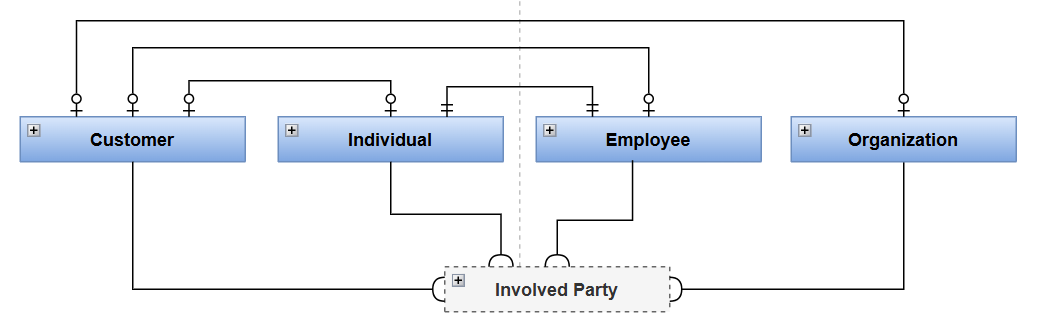 Customer
Individual
Employee
Organization
Involved Party